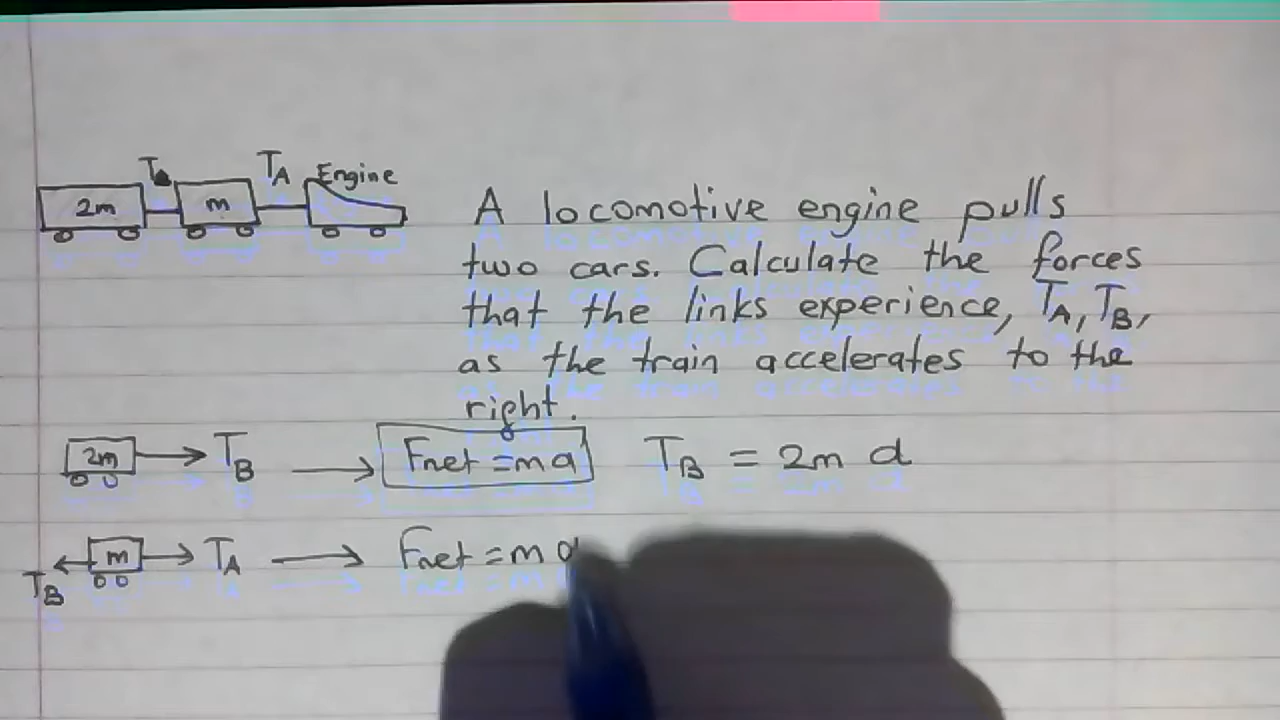 T_B T_A Engine
2m m
A locomotive engine pulls
two cars. Calculate the forces
that the links experience, T_A, T_B,
as the train accelerates to the
right.
2m → T_B → Fnet = ma T_B = 2m a
T_B ← m → T_A → Fnet = m a